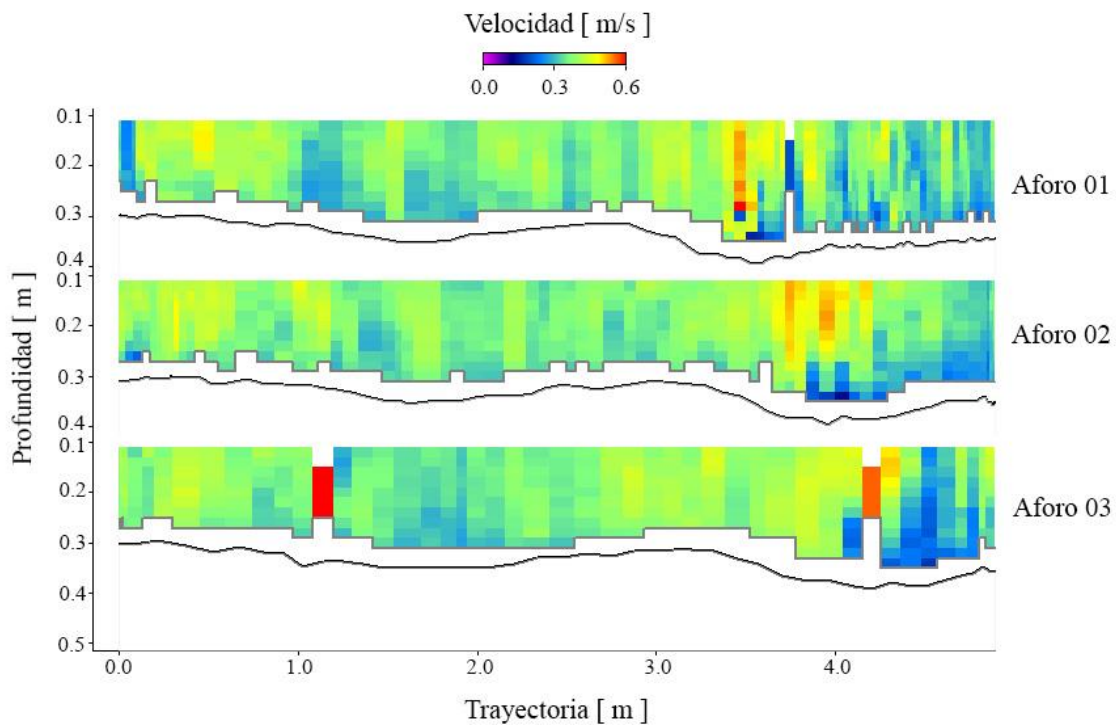 Velocidad [ m/s ]
0.0 0.3 0.6
0.1
0.2
0.3
0.4
Aforo 01
0.1
0.2
0.3
0.4
Aforo 02
0.1
0.2
0.3
0.4
0.5
Aforo 03
Profundidad [ m ]
0.0 1.0 2.0 3.0 4.0
Trayectoria [ m ]